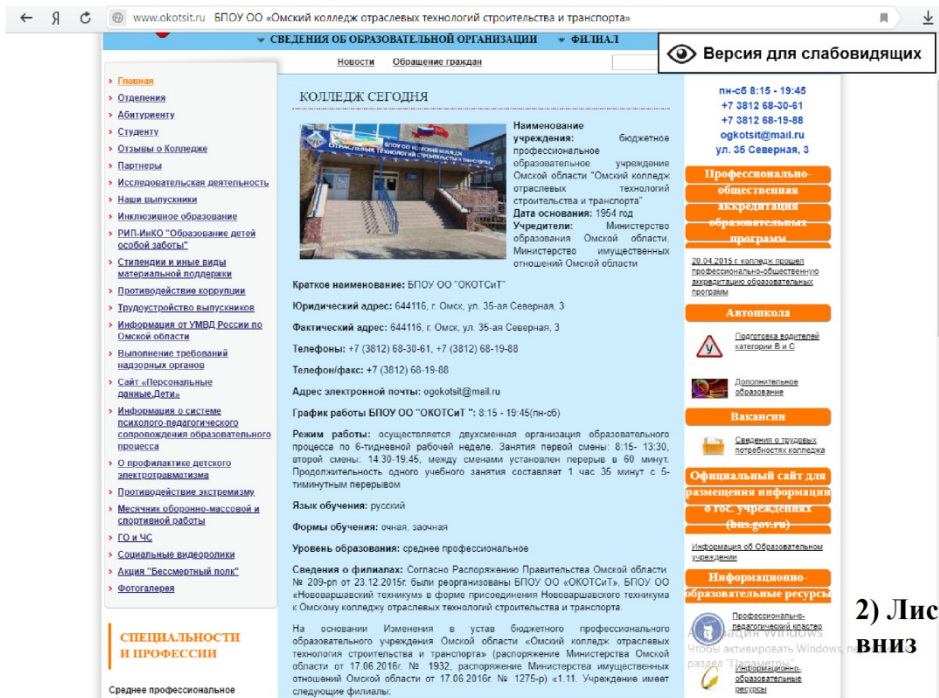 www.okotsit.ru БПОУ ОО «Омский колледж отраслевых технологий строительства и транспорта»
СВЕДЕНИЯ ОБ ОБРАЗОВАТЕЛЬНОЙ ОРГАНИЗАЦИИ ФИЛИАЛ
Версия для слабовидящих
Новости Обращение граждан
Главная
Отделения
Абитуриенту
Студенту
Отзывы о Колледже
Партнеры
Исследовательская деятельность
Наши выпускники
Инклюзивное образование
РИП-ИнКО "Образование детей
особой заботы"
Стипендии и иные виды
материальной поддержки
Противодействие коррупции
Трудоустройство выпускников
Информация от УМВД России по
Омской области
Выполнение требований
надзорных органов
Сайт «Персональные
данные.Дети»
Информация о системе
психолого-педагогического
сопровождения образовательного
процесса
О профилактике детского
электротравматизма
Противодействие экстремизму
Месячник оборонно-массовой и
спортивной работы
ГО и ЧС
Социальные видеоролики
Акция "Бессмертный полк"
Фотогалерея
СПЕЦИАЛЬНОСТИ
И ПРОФЕССИИ
Среднее профессиональное
КОЛЛЕДЖ СЕГОДНЯ
Наименование
учреждения: бюджетное
профессиональное
образовательное учреждение
Омской области "Омский колледж
отраслевых технологий
строительства и транспорта"
Дата основания: 1954 год
Учредители: Министерство
образования Омской области,
Министерство имущественных
отношений Омской области
Краткое наименование: БПОУ ОО "ОКОТСиТ"
Юридический адрес: 644116, г. Омск, ул. 35-ая Северная, 3
Фактический адрес: 644116, г. Омск, ул. 35-ая Северная, 3
Телефоны: +7 (3812) 68-30-61, +7 (3812) 68-19-88
Телефон/факс: +7 (3812) 68-19-88
Адрес электронной почты: ogokotsit@mail.ru
График работы БПОУ ОО "ОКОТСиТ ": 8:15 - 19:45(пн-сб)
Режим работы: осуществляется двухсменная организация образовательного
процесса по 6-тидневной рабочей неделе. Занятия первой смены: 8:15- 13:30,
второй смены: 14.30-19.45, между сменами установлен перерыв в 60 минут.
Продолжительность одного учебного занятия составляет 1 час 35 минут с 5-
тиминутным перерывом
Язык обучения: русский
Формы обучения: очная, заочная
Уровень образования: среднее профессиональное
Сведения о филиалах: Согласно Распоряжению Правительства Омской области
№ 209-рп от 23.12.2015г. были реорганизованы БПОУ ОО «ОКОТСиТ», БПОУ ОО
«Нововаршавский техникум» в форме присоединения Нововаршавского техникума
к Омскому колледжу отраслевых технологий строительства и транспорта.
На основании Изменения в устав бюджетного профессионального
образовательного учреждения Омской области «Омский колледж отраслевых
технология строительства и транспорта» (распоряжение Министерства Омской
области от 17.06.2016г. № 1932, распоряжение Министерства имущественных
отношений Омской области от 17.06.2016г № 1275-р) «1.11. Учреждение имеет
следующие филиалы:
пн-сб 8:15 - 19:45
+7 3812 68-30-61
+7 3812 68-19-88
ogkotsit@mail.ru
ул. 35 Северная, 3
Профессионально-
общественная
аккредитация
образовательных
программ
20.04.2015 г. колледж прошел
профессионально-общественную
аккредитацию образовательных
программ
Автошкола
Подготовка водителей
категории В и С
Дополнительное
образование
Вакансии
Сведения о трудовых
потребностях колледжа
Официальный сайт для
размещения информации
о гос. учреждениях
(bus.gov.ru)
Информация об Образовательном
учреждении
Информационно-
образовательные ресурсы
Профессионально-
педагогический кластер
Чтобы активировать Windows,
раздел "Параметры"
Информационно-
образовательные
ресурсы
2) Лис
вниз